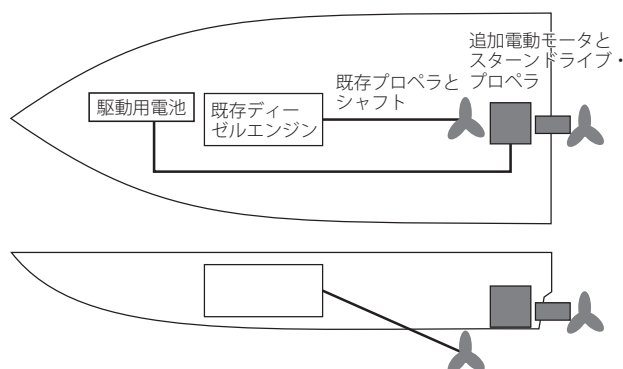 追加電動モータと
スターンドライブ・
プロペラ
既存プロペラと
シャフト
駆動用電池
既存ディー
ゼルエンジン